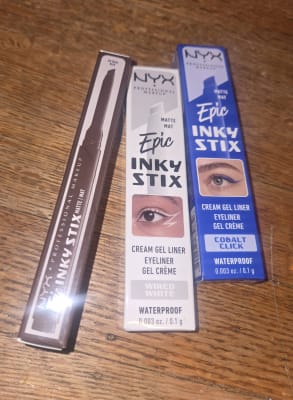 NYX
PROFESSIONAL MAKEUP
INKY STIX
MATTE/MAT
NYX
PROFESSIONAL
MAKEUP
MATTE
MAT
Epic
INKY
STIX
CREAM GEL LINER
EYELINER
GEL CRÈME
WIRED
WHITE
WATERPROOF
0.003 oz. / 0.1 g
NYX
PROFESSIONAL
MAKEUP
MATTE
MAT
Epic
INKY
STIX
CREAM GEL LINER
EYELINER
GEL CRÈME
COBALT
CLICK
WATERPROOF
0.003 oz. / 0.1 g